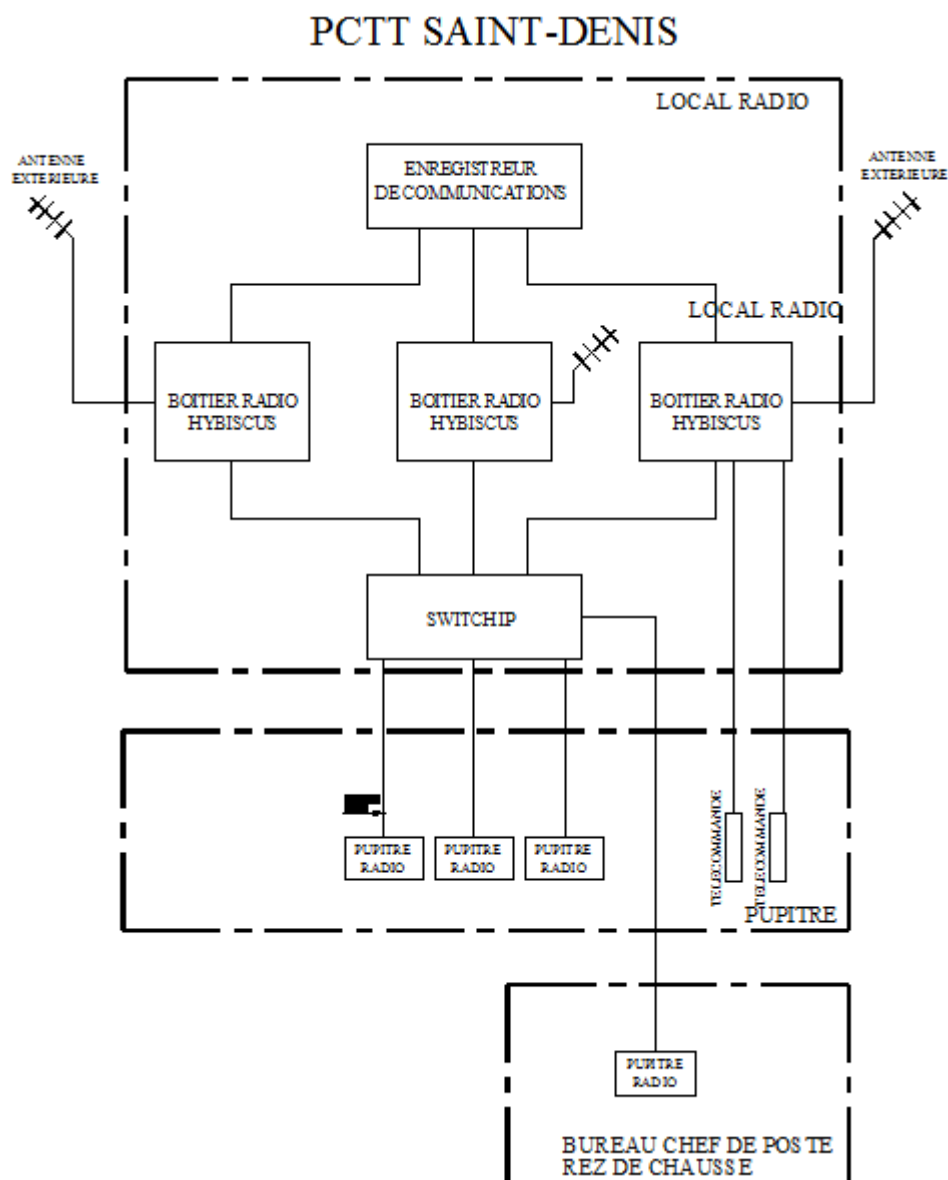 PCTT SAINT-DENIS
LOCAL RADIO
ANTENNE
EXTERIEURE
ENREGISTREUR
DE COMMUNICATIONS
ANTENNE
EXTERIEURE
LOCAL RADIO
BOITIER RADIO
HYBISCUS
BOITIER RADIO
HYBISCUS
BOITIER RADIO
HYBISCUS
SWITCH IP
PUPITRE
RADIO
PUPITRE
RADIO
PUPITRE
RADIO
TELECOMMANDE
TELECOMMANDE
PUPITRE
PUPITRE
RADIO
BUREAU CHEF DE POSTE
REZ DE CHAUSSE